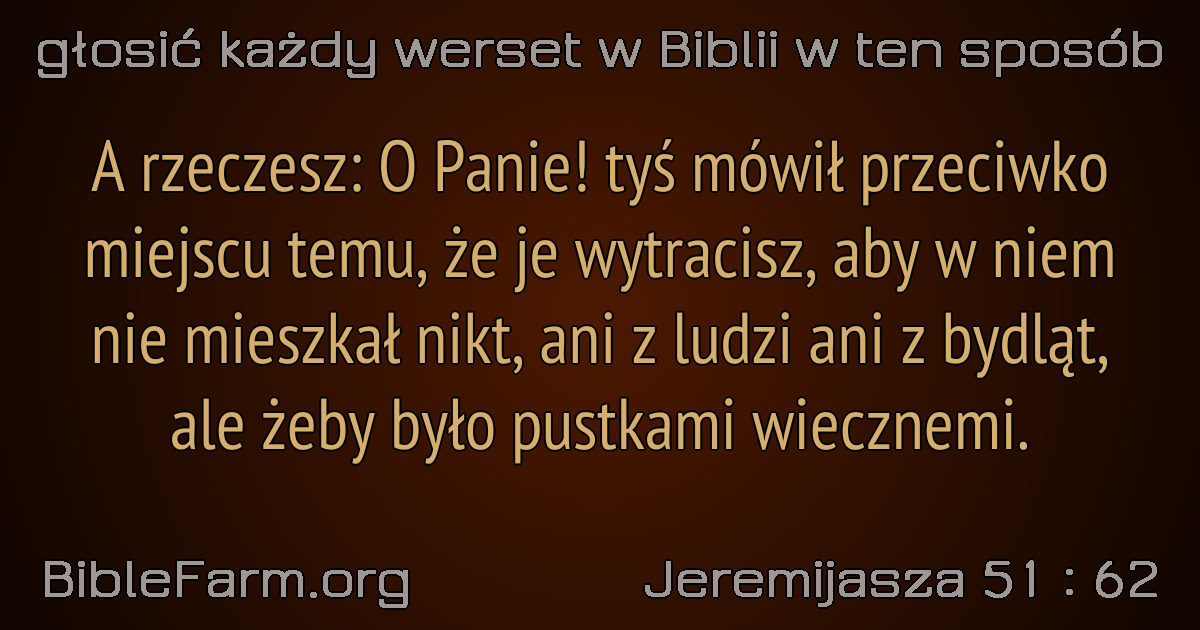 głosić każdy werset w Biblii w ten sposób
A rzeczesz: O Panie! tyś mówił przeciwko
miejscu temu, że je wytracisz, aby w niem
nie mieszkał nikt, ani z ludzi ani z bydląt,
ale żeby było pustkami wiecznemi.
BibleFarm.org
Jeremijasza 51 : 62